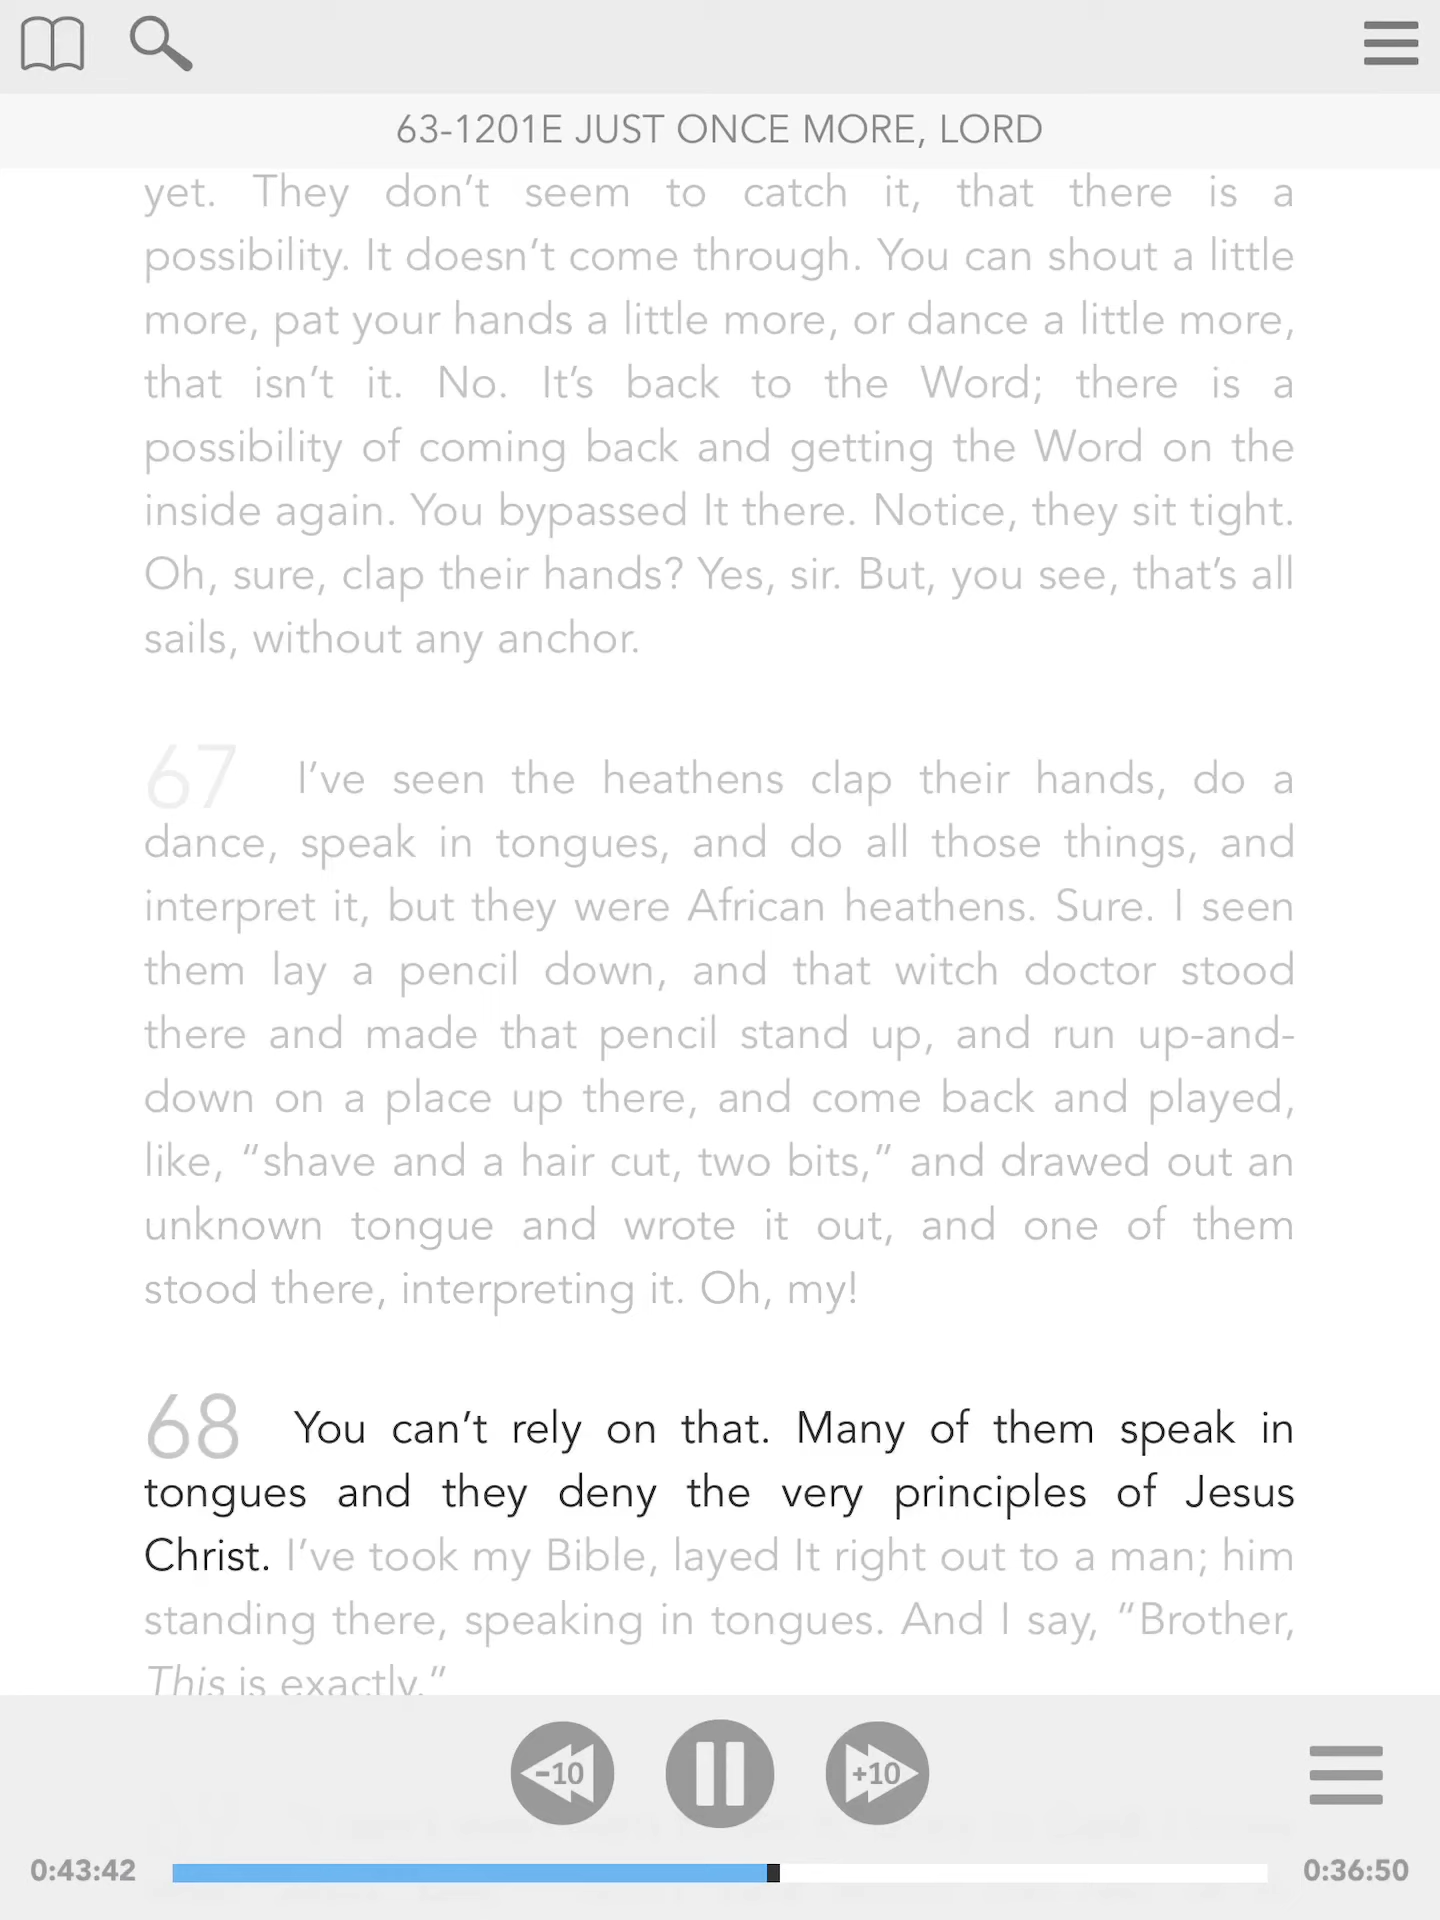 63-1201E JUST ONCE MORE, LORD
yet. They don’t seem to catch it, that there is a
possibility. It doesn’t come through. You can shout a little
more, pat your hands a little more, or dance a little more,
that isn’t it. No. It’s back to the Word; there is a
possibility of coming back and getting the Word on the
inside again. You bypassed It there. Notice, they sit tight.
Oh, sure, clap their hands? Yes, sir. But, you see, that’s all
sails, without any anchor.
67 I’ve seen the heathens clap their hands, do a
dance, speak in tongues, and do all those things, and
interpret it, but they were African heathens. Sure. I seen
them lay a pencil down, and that witch doctor stood
there and made that pencil stand up, and run up-and-
down on a place up there, and come back and played,
like, “shave and a hair cut, two bits,” and drawed out an
unknown tongue and wrote it out, and one of them
stood there, interpreting it. Oh, my!
68 You can’t rely on that. Many of them speak in
tongues and they deny the very principles of Jesus
Christ. I’ve took my Bible, layed It right out to a man; him
standing there, speaking in tongues. And I say, “Brother,
This is exactly.”
-10 +10
0:43:42 0:36:50